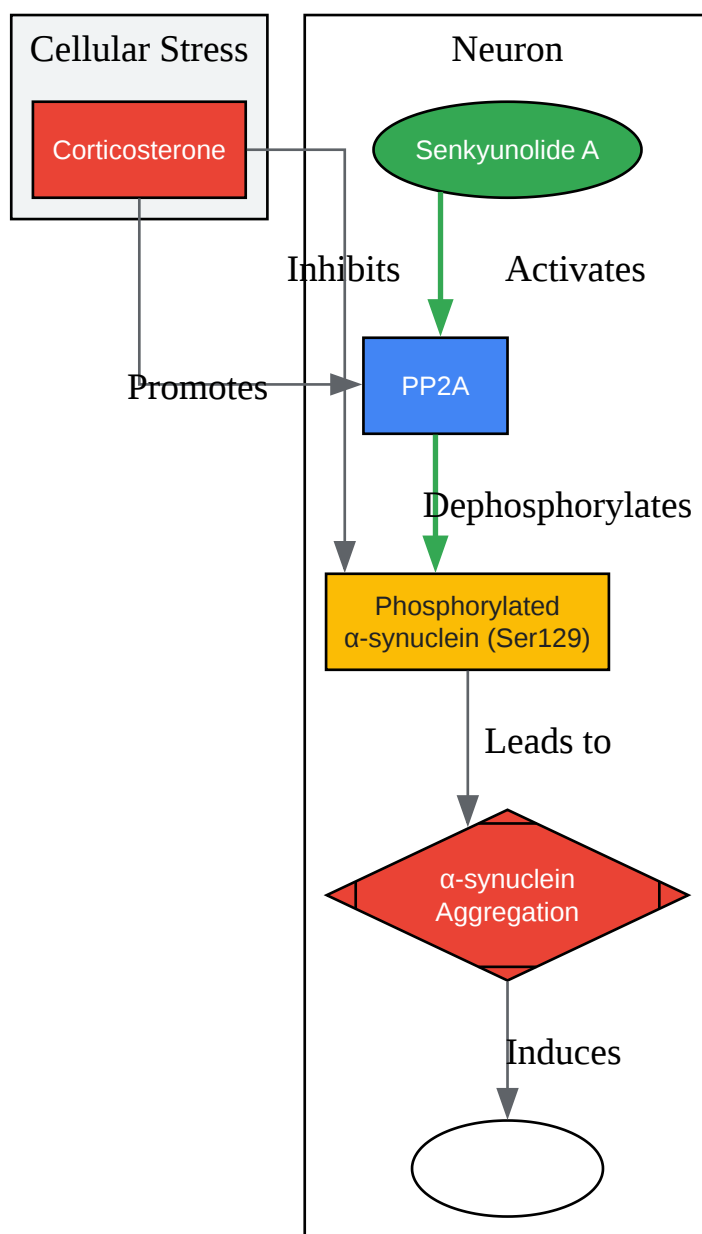 Cellular Stress
Neuron
Corticosterone
Senkyunolide A
Inhibits
Activates
Promotes
PP2A
Dephosphorylates
Phosphorylated
α-synuclein (Ser129)
Leads to
α-synuclein
Aggregation
Induces